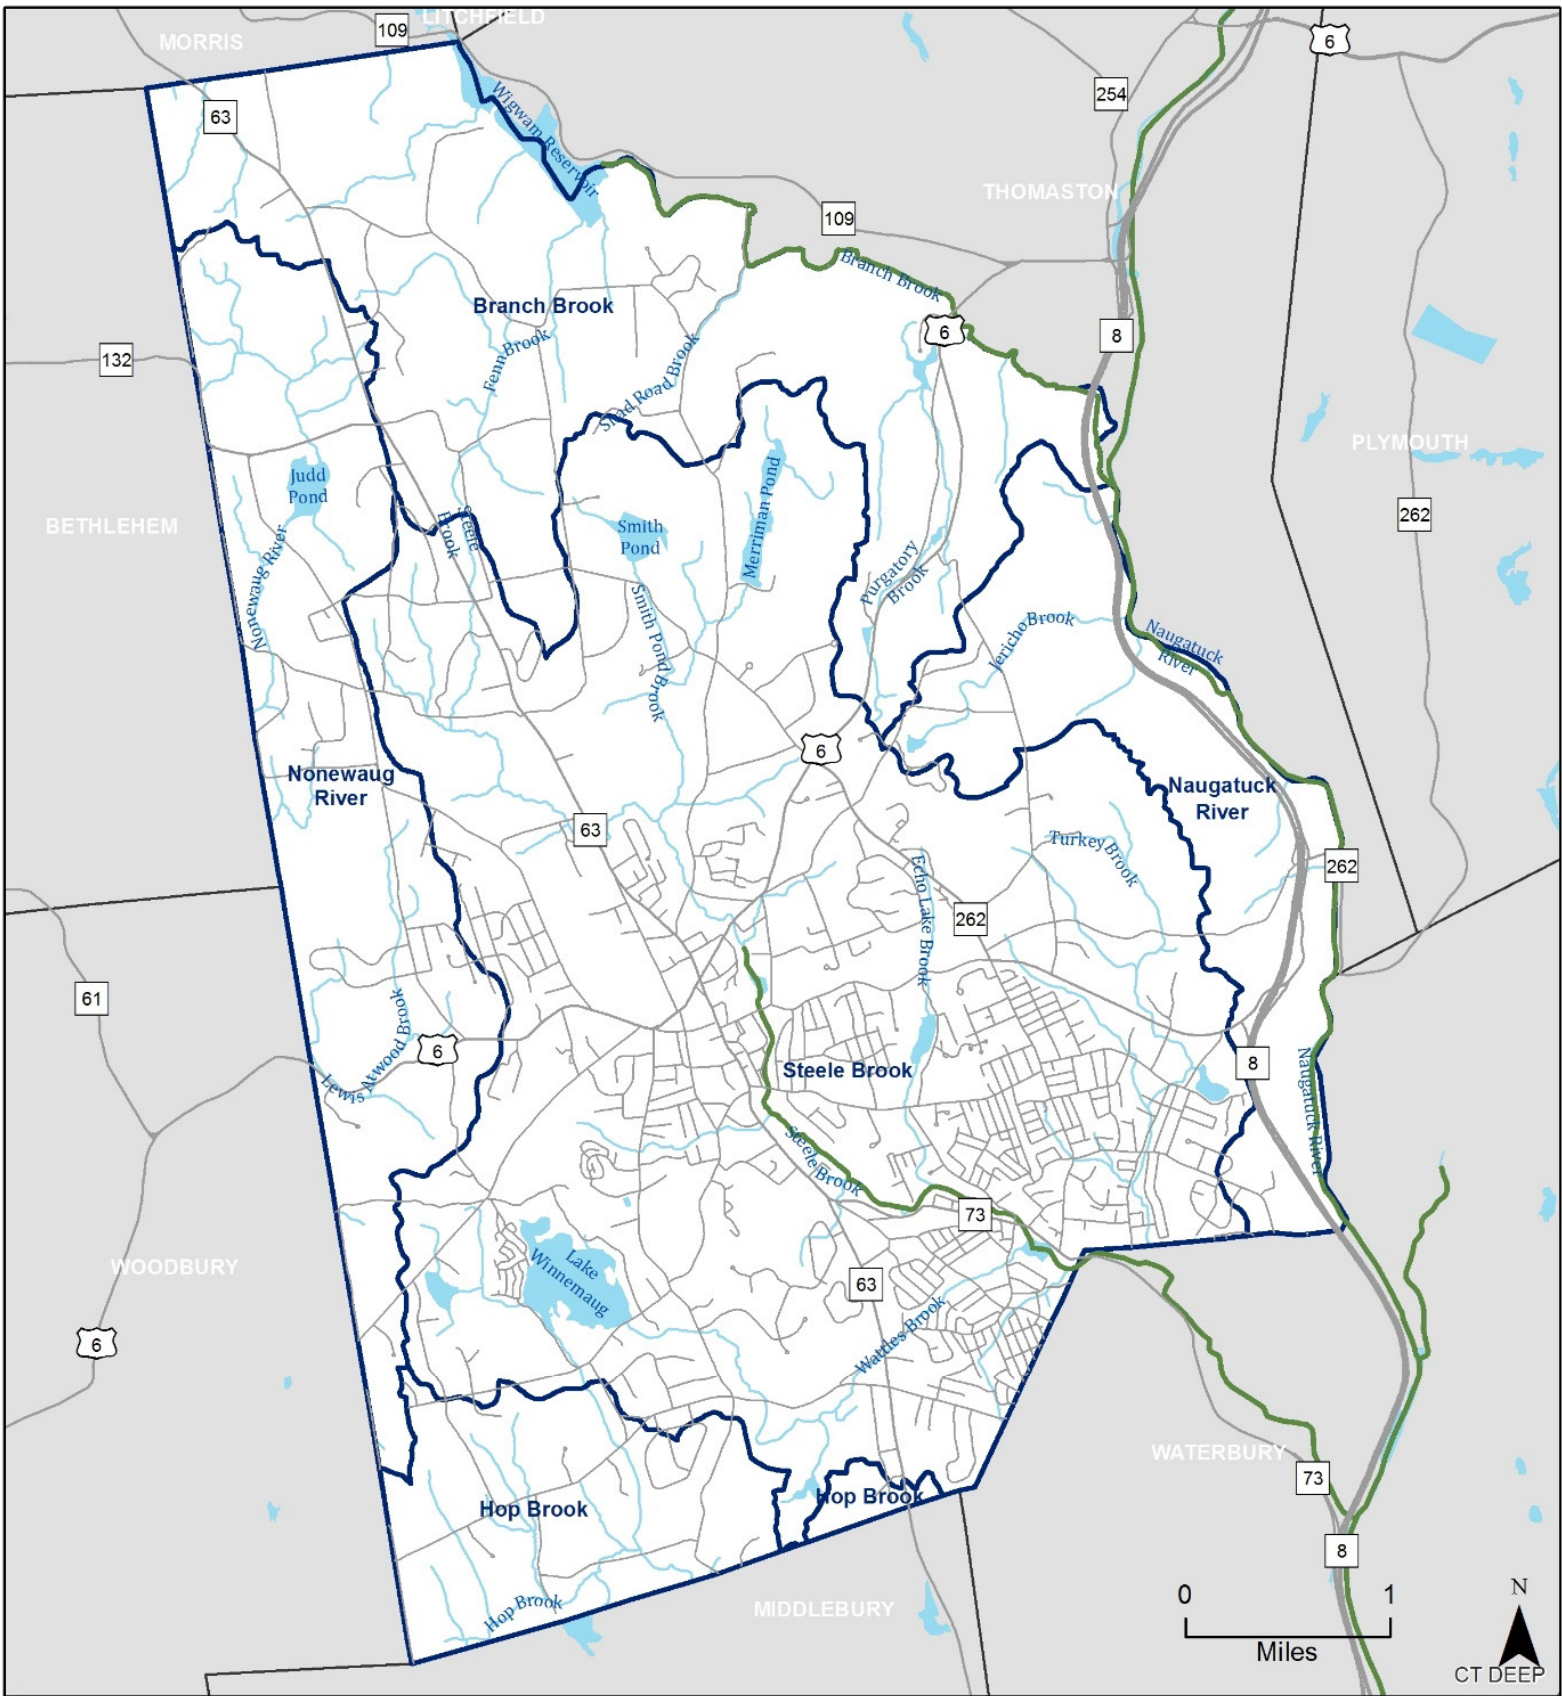 LITCHFIELD
109
MORRIS
6
63
254
Wigwam Reservoir
THOMASTON
109
Branch Brook
Branch Brook
6
8
132
Fenn Brook
Shad Road Brook
PLYMOUTH
Judd
Pond
262
BETHLEHEM
Steele
Brook
Smith
Pond
Merriman Pond
Nonewaug River
Purgatory
Brook
Smith Pond Brook
Jericho Brook
Naugatuck
River
6
Nonewaug
River
Naugatuck
River
63
Turkey Brook
262
Echo Lake Brook
262
61
Lewis Atwood Brook
6
Steele Brook
8
Naugatuck River
Steele Brook
73
WOODBURY
Lake
Winnemaug
63
6
Wattles Brook
WATERBURY
73
Hop Brook
Hop Brook
8
Hop Brook
MIDDLEBURY
0 1
Miles
N
CT DEEP